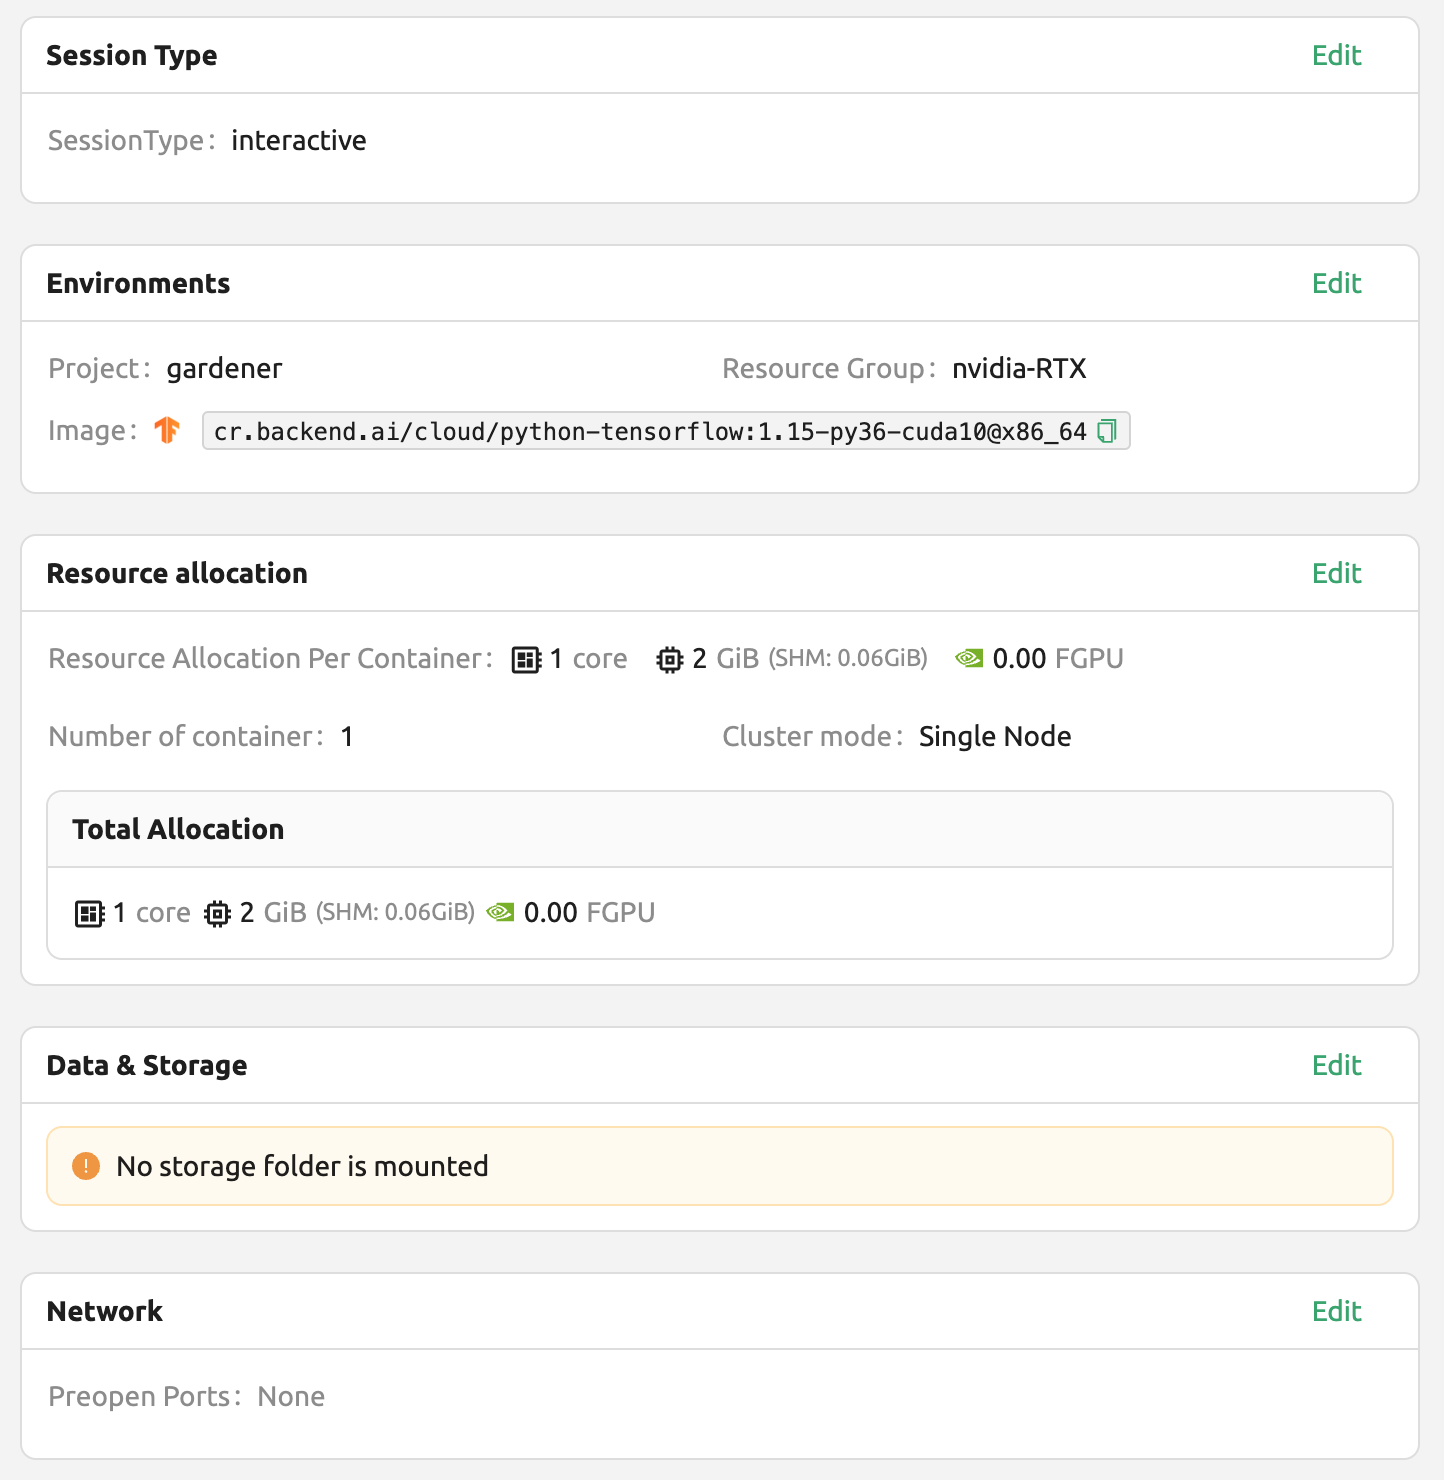 Session Type Edit
SessionType: interactive
Environments Edit
Project: gardener Resource Group: nvidia-RTX
Image: cr.backend.ai/cloud/python-tensorflow:1.15-py36-cuda10@x86_64
Resource allocation Edit
Resource Allocation Per Container: 1 core 2 GiB (SHM: 0.06GiB) 0.00 FGPU
Number of container: 1 Cluster mode: Single Node
Total Allocation
1 core 2 GiB (SHM: 0.06GiB) 0.00 FGPU
Data & Storage Edit
No storage folder is mounted
Network Edit
Preopen Ports: None